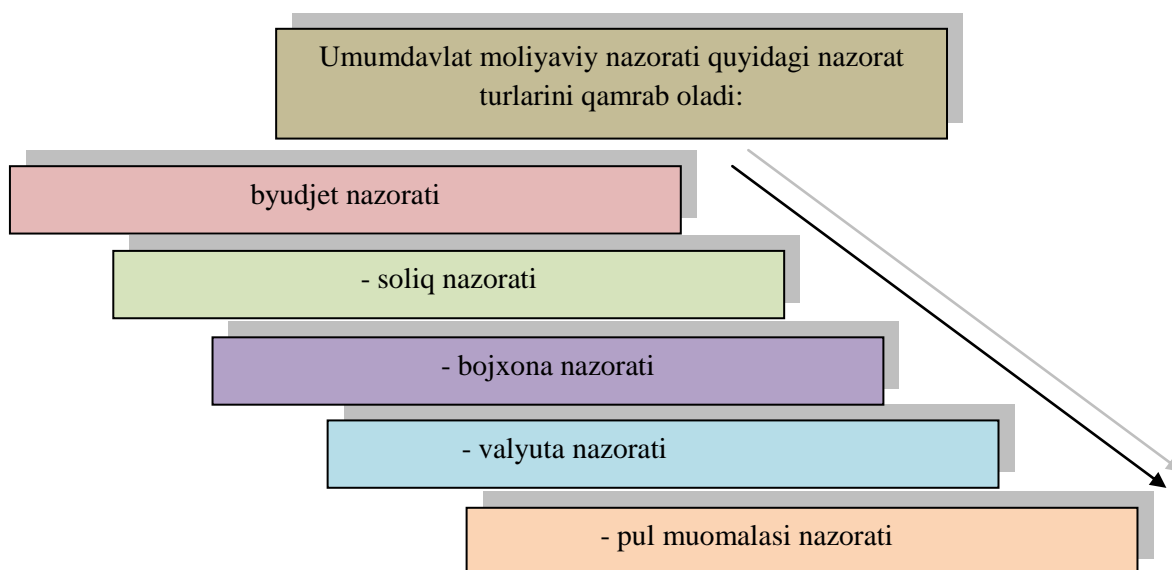 Umumdavlat moliyaviy nazorati quyidagi nazorat
turlarini qamrab oladi:
byudjet nazorati
- soliq nazorati
- bojxona nazorati
- valyuta nazorati
- pul muomalasi nazorati